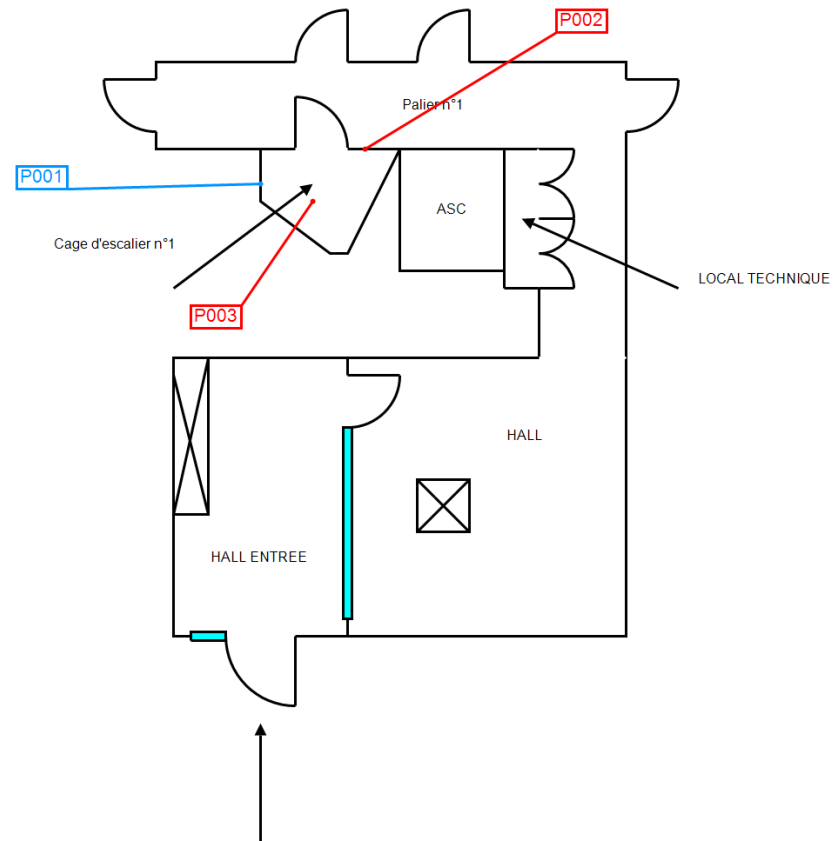 P002
Palier n°1
P001
ASC
Cage d'escalier n°1
LOCAL TECHNIQUE
P003
HALL
HALL ENTREE